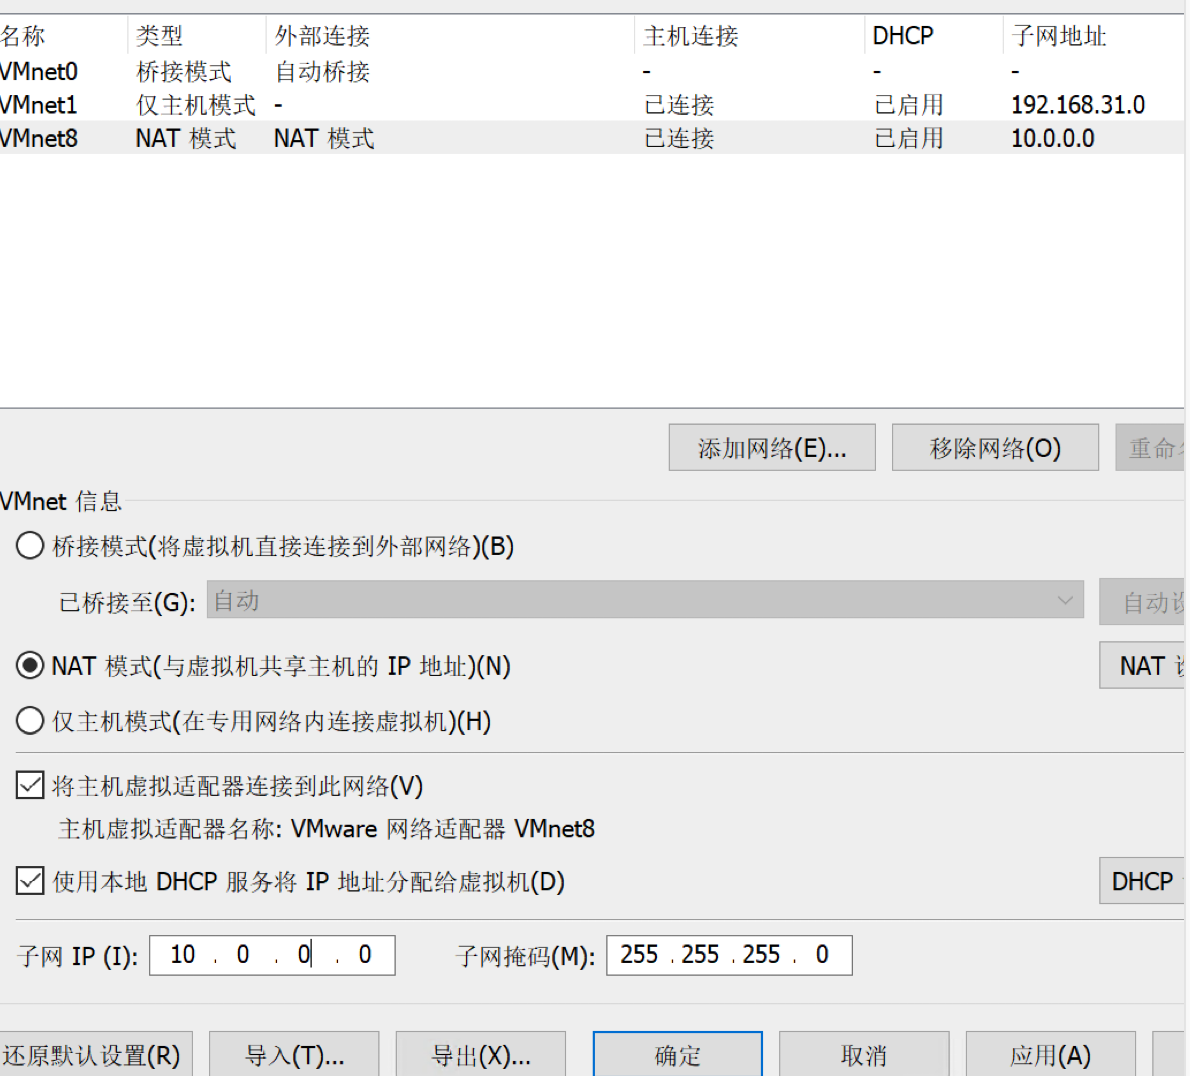 名称 类型 外部连接 主机连接 DHCP 子网地址
VMnet0 桥接模式 自动桥接 - - -
VMnet1 仅主机模式 - 已连接 已启用 192.168.31.0
VMnet8 NAT 模式 NAT 模式 已连接 已启用 10.0.0.0
添加网络(E)... 移除网络(O) 重命
VMnet 信息
桥接模式(将虚拟机直接连接到外部网络)(B)
已桥接至(G): 自动 自动设
NAT 模式(与虚拟机共享主机的 IP 地址)(N) NAT
仅主机模式(在专用网络内连接虚拟机)(H)
将主机虚拟适配器连接到此网络(V)
主机虚拟适配器名称: VMware 网络适配器 VMnet8
使用本地 DHCP 服务将 IP 地址分配给虚拟机(D) DHCP
子网 IP (I): 10 . 0 . 0 . 0 子网掩码(M): 255 . 255 . 255 . 0
还原默认设置(R) 导入(T)... 导出(X)... 确定 取消 应用(A)